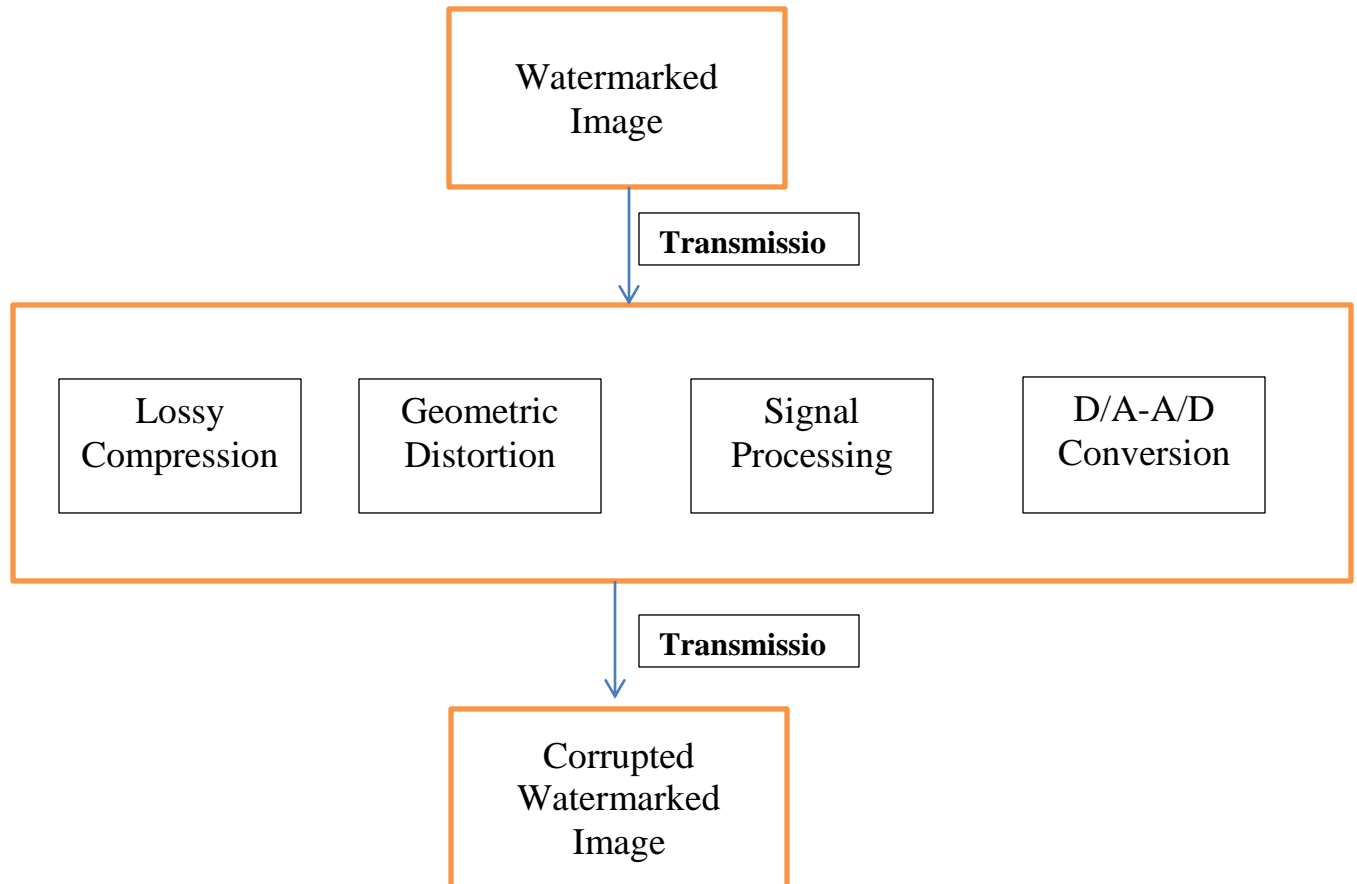 Watermarked
Image
Transmissio
Lossy
Compression
Geometric
Distortion
Signal
Processing
D/A-A/D
Conversion
Transmissio
Corrupted
Watermarked
Image